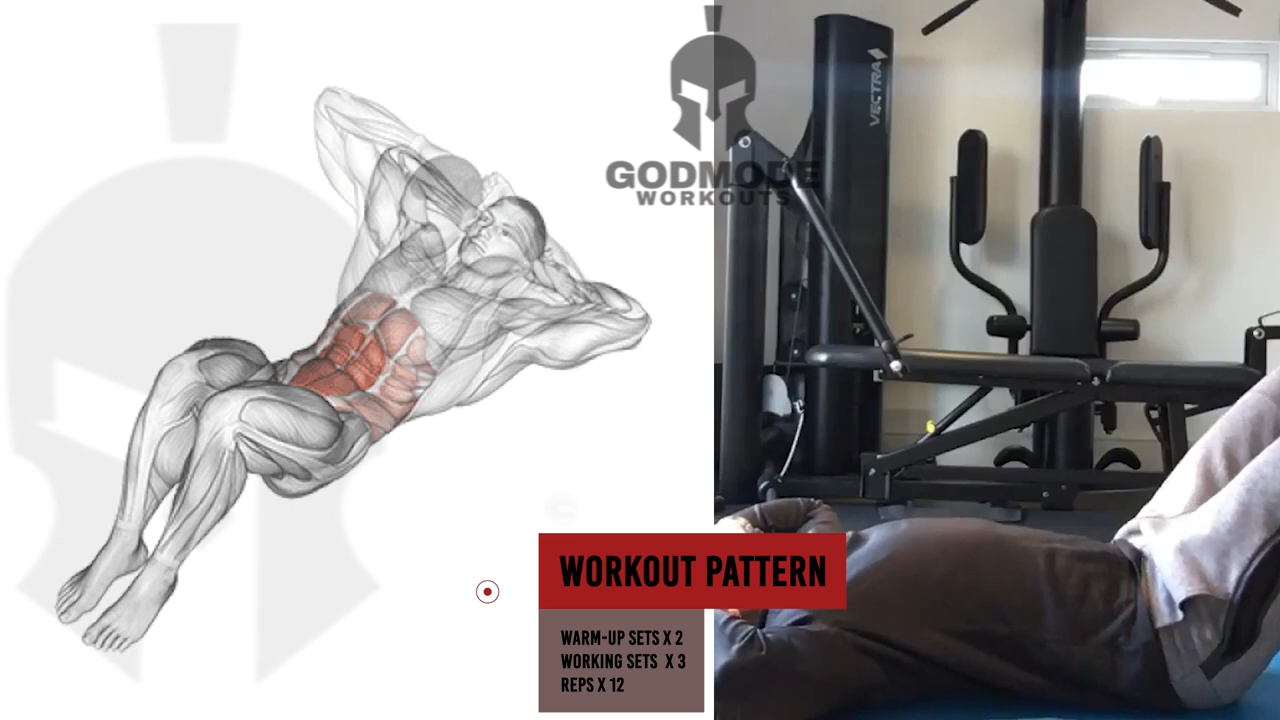 VECTRA
GODMODE
WORKOUTS
WORKOUT PATTERN
WARM-UP SETS X 2
WORKING SETS X 3
REPS X 12